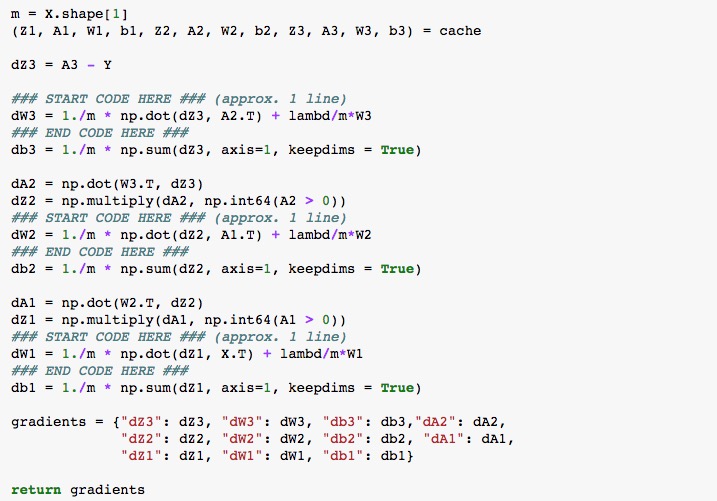 m = X.shape[1]
(Z1, A1, W1, b1, Z2, A2, W2, b2, Z3, A3, W3, b3) = cache
dZ3 = A3 - Y
### START CODE HERE ### (approx. 1 line)
dW3 = 1./m * np.dot(dZ3, A2.T) + lambd/m*W3
### END CODE HERE ###
db3 = 1./m * np.sum(dZ3, axis=1, keepdims = True)
dA2 = np.dot(W3.T, dZ3)
dZ2 = np.multiply(dA2, np.int64(A2 > 0))
### START CODE HERE ### (approx. 1 line)
dW2 = 1./m * np.dot(dZ2, A1.T) + lambd/m*W2
### END CODE HERE ###
db2 = 1./m * np.sum(dZ2, axis=1, keepdims = True)
dA1 = np.dot(W2.T, dZ2)
dZ1 = np.multiply(dA1, np.int64(A1 > 0))
### START CODE HERE ### (approx. 1 line)
dW1 = 1./m * np.dot(dZ1, X.T) + lambd/m*W1
### END CODE HERE ###
db1 = 1./m * np.sum(dZ1, axis=1, keepdims = True)
gradients = {"dZ3": dZ3, "dW3": dW3, "db3": db3,"dA2": dA2,
"dZ2": dZ2, "dW2": dW2, "db2": db2, "dA1": dA1,
"dZ1": dZ1, "dW1": dW1, "db1": db1}
return gradients